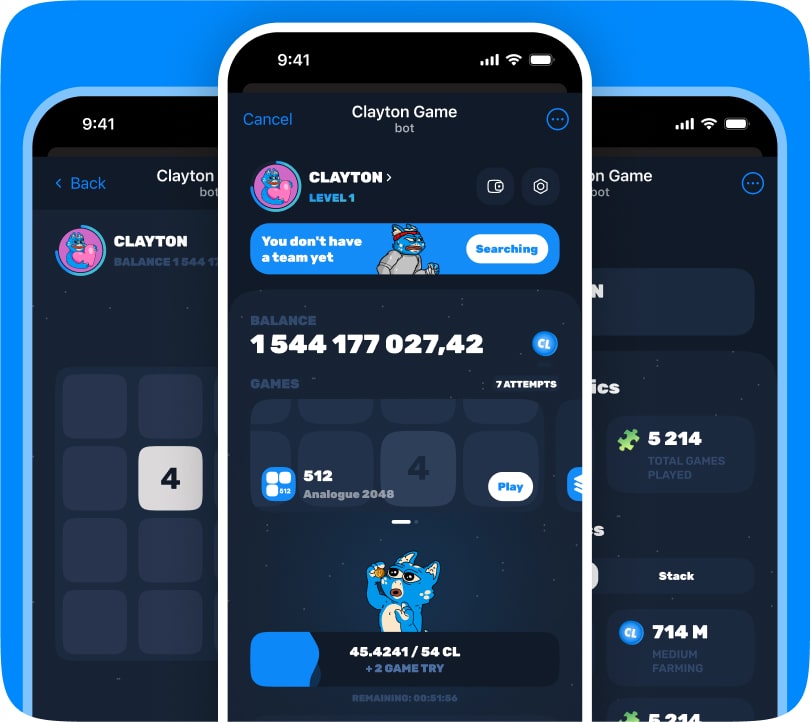 9:41
Back
Clayton
bot
CLAYTON
BALANCE 1 544 17
4
9:41
Cancel
Clayton Game
bot
CLAYTON
LEVEL 1
You don't have
a team yet
Searching
BALANCE
1 544 177 027,42
CL
GAMES
7 ATTEMPTS
4
512
512
Analogue 2048
Play
45.4241 / 54 CL
+ 2 GAME TRY
REMAINING: 00:51:56
n Game
bot
N
ics
5 214
TOTAL GAMES
PLAYED
cs
Stack
CL
714 M
MEDIUM
FARMING
5 214